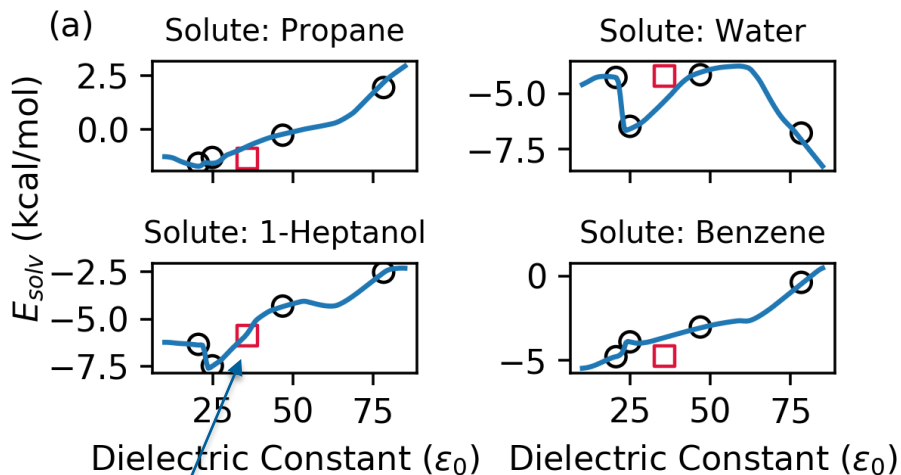 (a)
Solute: Propane
Solute: Water
2.5
0.0
−5.0
−7.5
E_solv (kcal/mol)
Solute: 1-Heptanol
Solute: Benzene
−2.5
−5.0
−7.5
0
−5
25 50 75
25 50 75
Dielectric Constant (ε₀)
Dielectric Constant (ε₀)